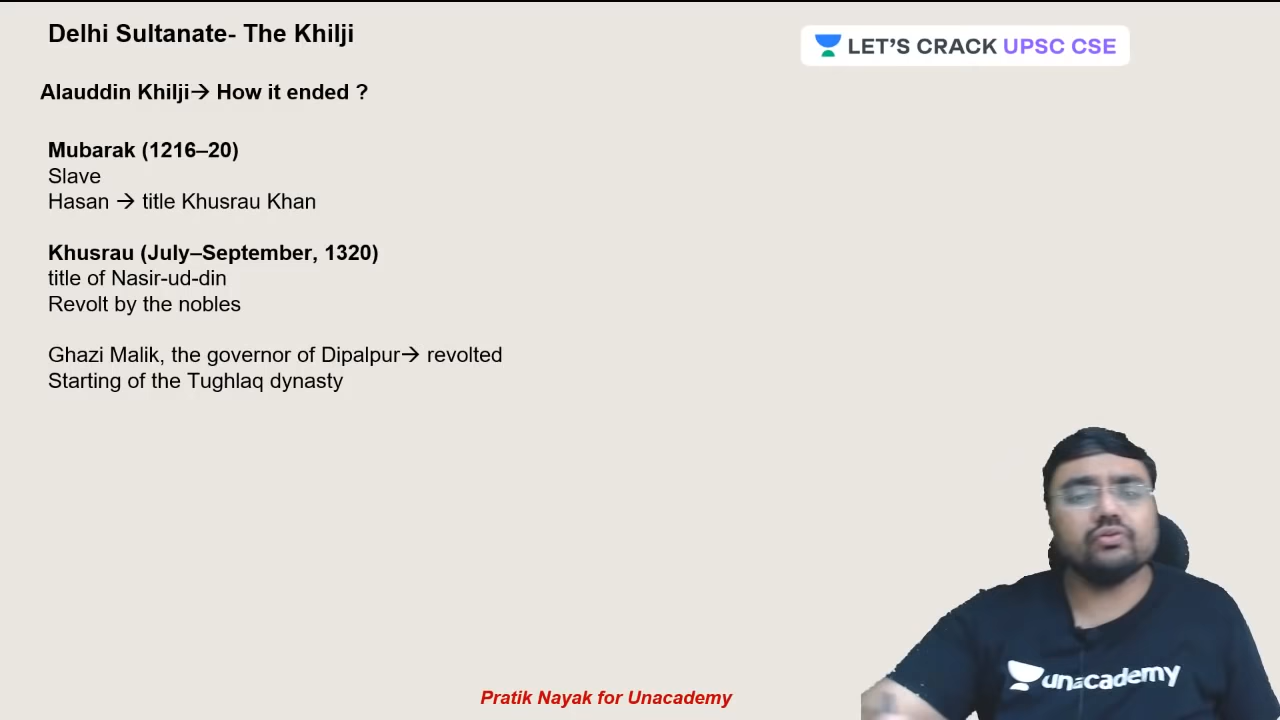 Delhi Sultanate- The Khilji
LET'S CRACK UPSC CSE
Alauddin Khilji→ How it ended ?
Mubarak (1216–20)
Slave
Hasan → title Khusrau Khan
Khusrau (July–September, 1320)
title of Nasir-ud-din
Revolt by the nobles
Ghazi Malik, the governor of Dipalpur→ revolted
Starting of the Tughlaq dynasty
unacademy
Pratik Nayak for Unacademy